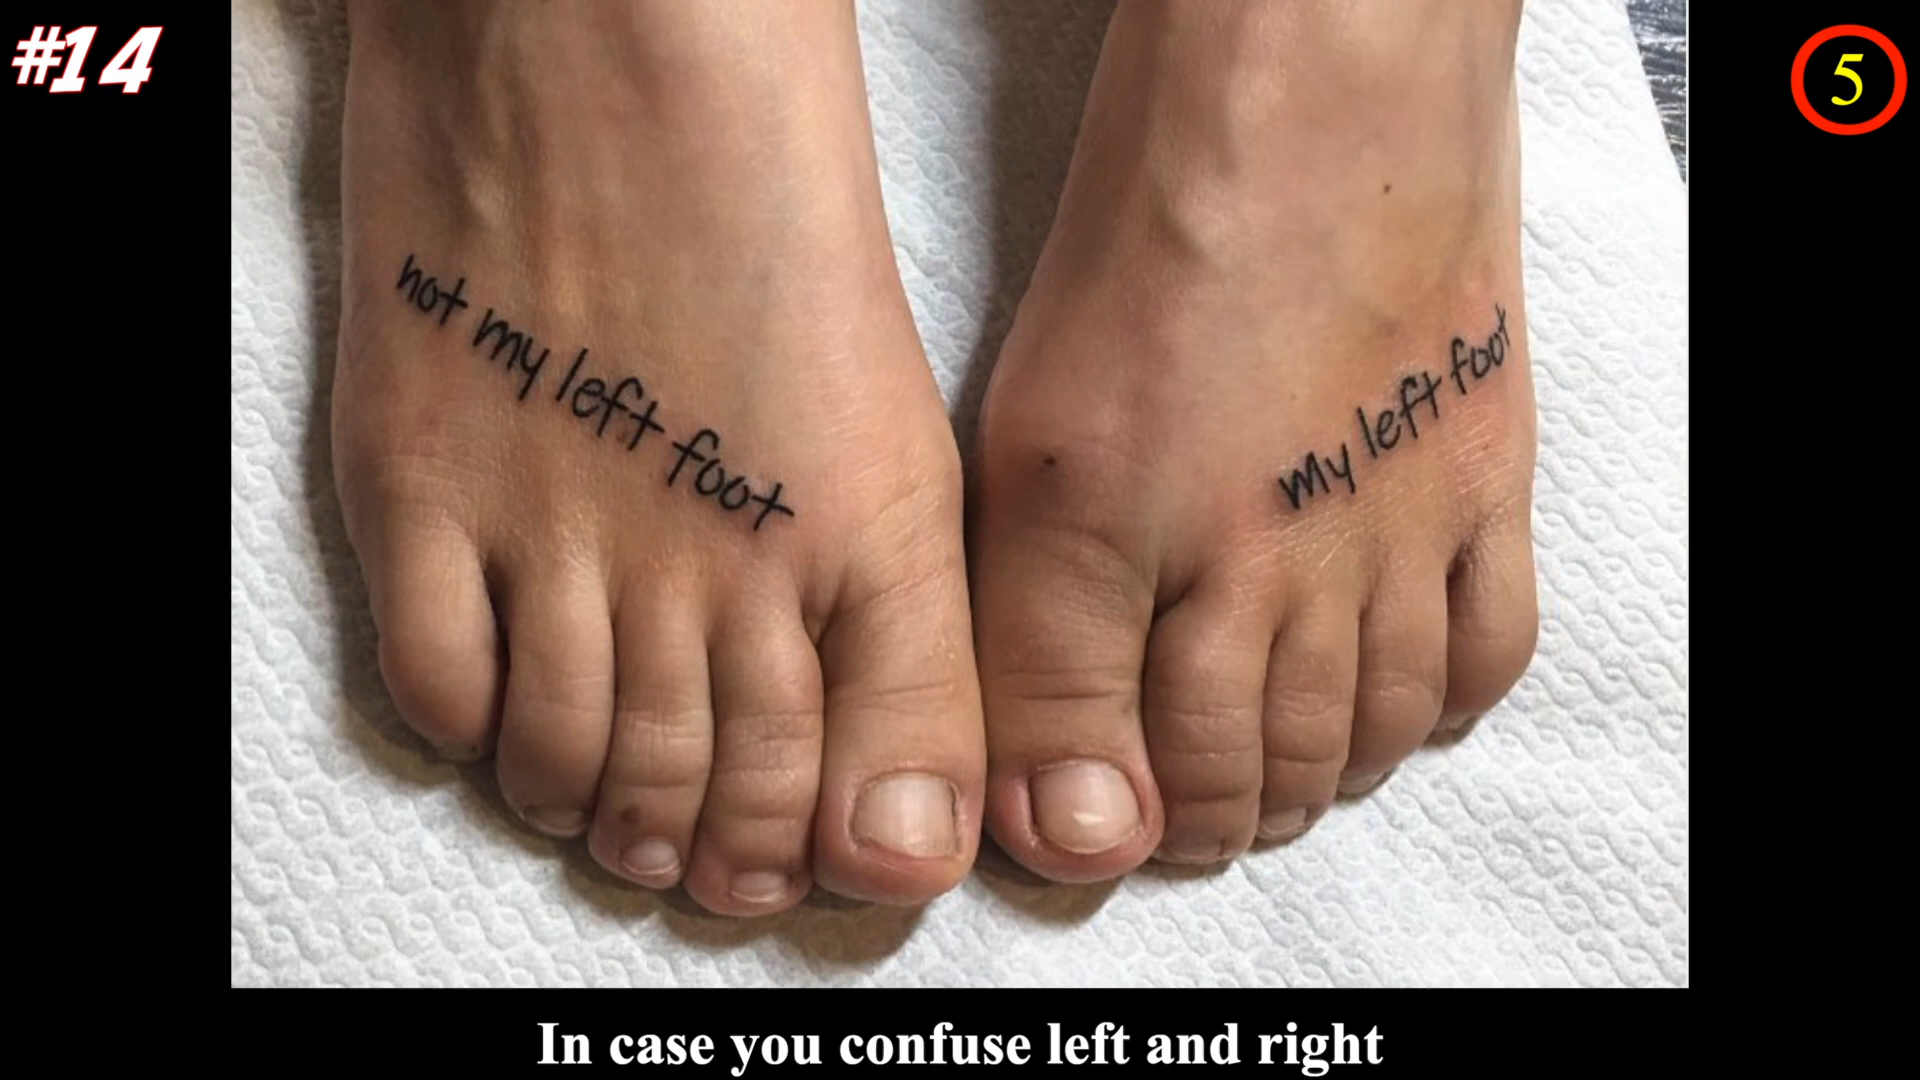 #14
5
not my left foot
my left foot
In case you confuse left and right